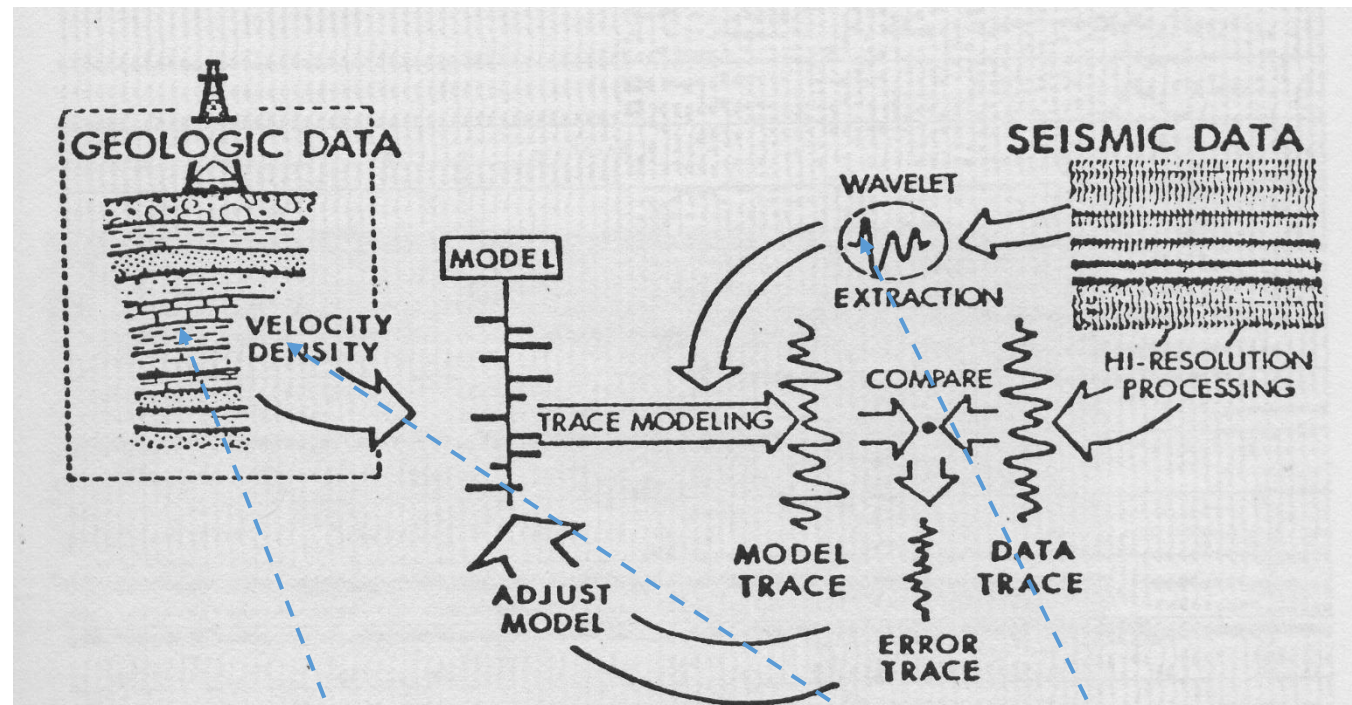 GEOLOGIC DATA
VELOCITY
DENSITY
MODEL
TRACE MODELING
ADJUST
MODEL
WAVELET
EXTRACTION
SEISMIC DATA
HI-RESOLUTION
PROCESSING
COMPARE
MODEL
TRACE
ERROR
TRACE
DATA
TRACE